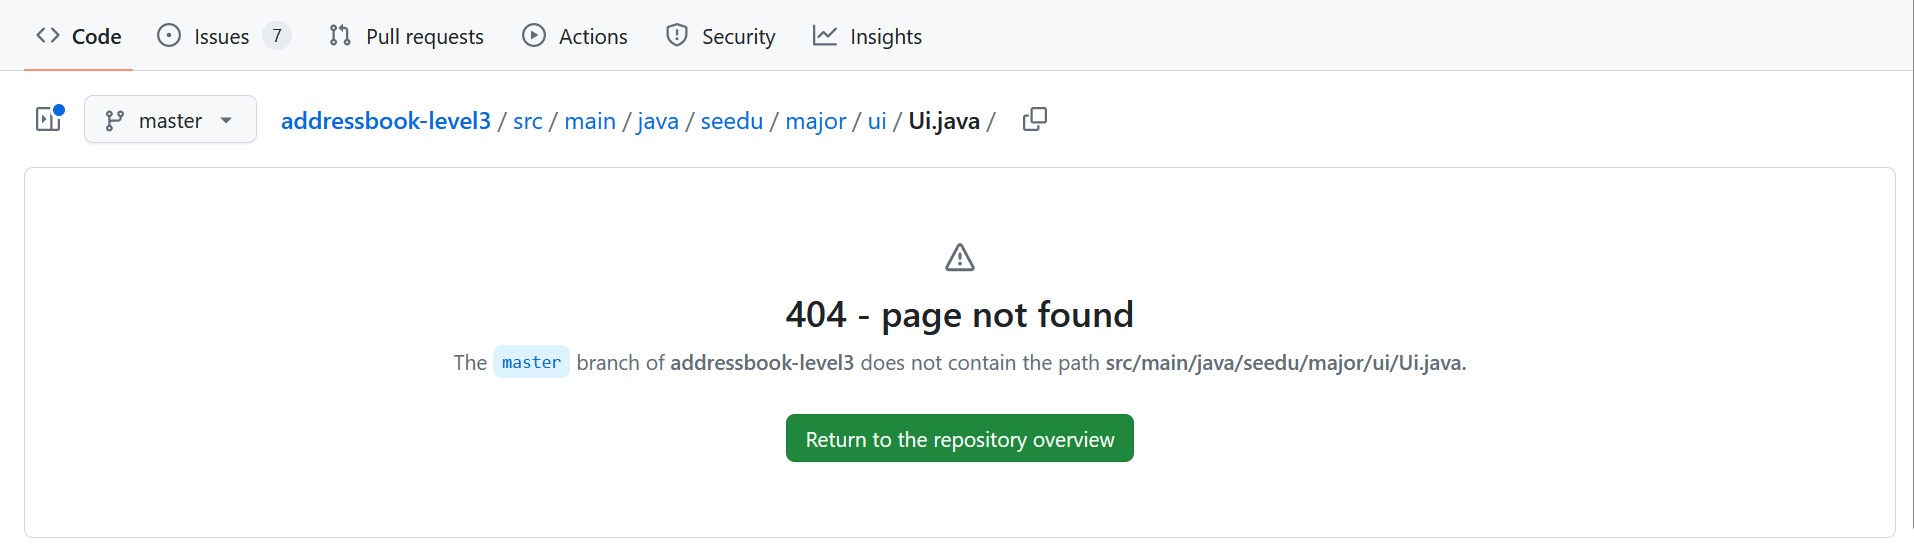 Code Issues 7 Pull requests Actions Security Insights
master addressbook-level3 / src / main / java / seedu / major / ui / Ui.java /
404 - page not found
The master branch of addressbook-level3 does not contain the path src/main/java/seedu/major/ui/Ui.java.
Return to the repository overview